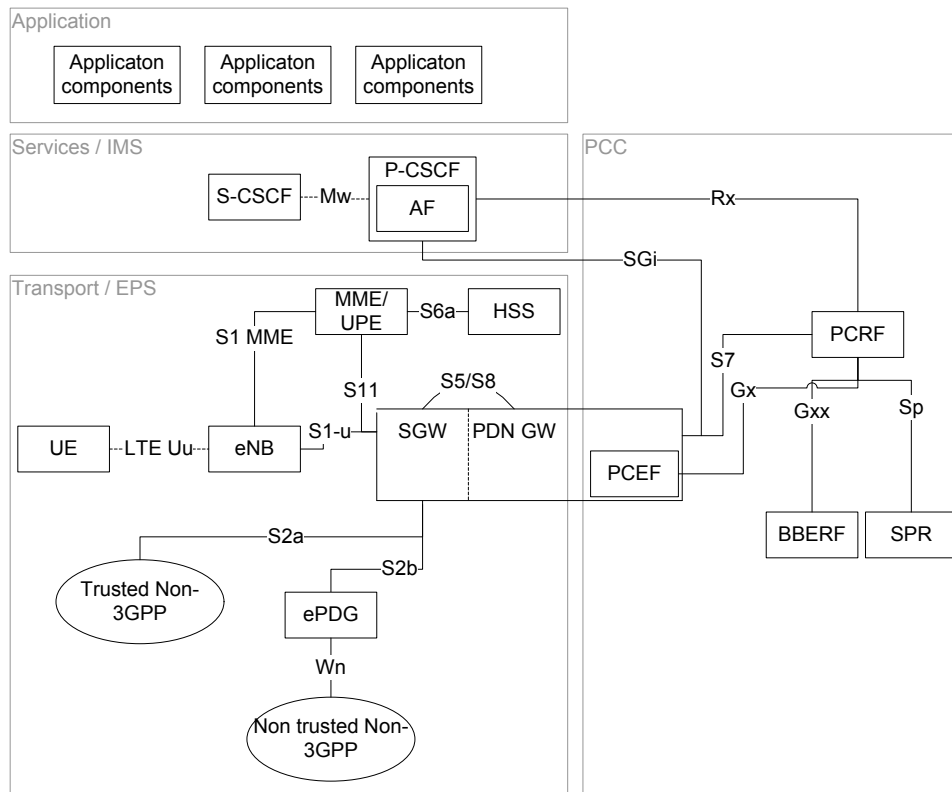 Application
Applicaton
components
Applicaton
components
Applicaton
components
Services / IMS
PCC
P-CSCF
S-CSCF
Mw
AF
Rx
SGi
Transport / EPS
MME/
UPE
S6a
HSS
S1 MME
PCRF
S7
S11
S5/S8
Gx
Gxx
Sp
UE
LTE Uu
eNB
S1-u
SGW
PDN GW
PCEF
BBERF
SPR
S2a
S2b
Trusted Non-
3GPP
ePDG
Wn
Non trusted Non-
3GPP